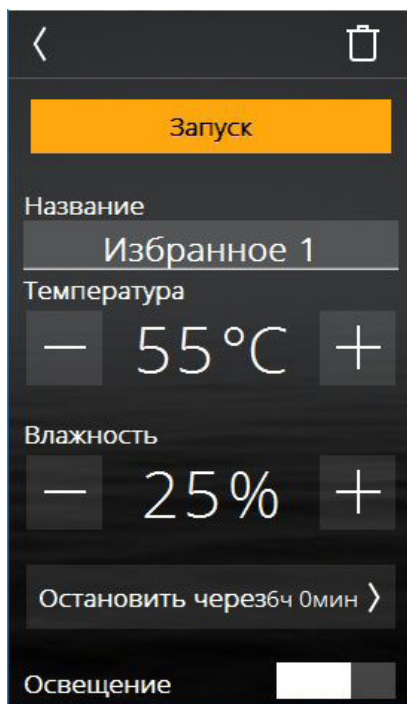 Запуск
Название
Избранное 1
Температура
— 55°C +
Влажность
— 25% +
Остановить через6ч 0мин
Освещение